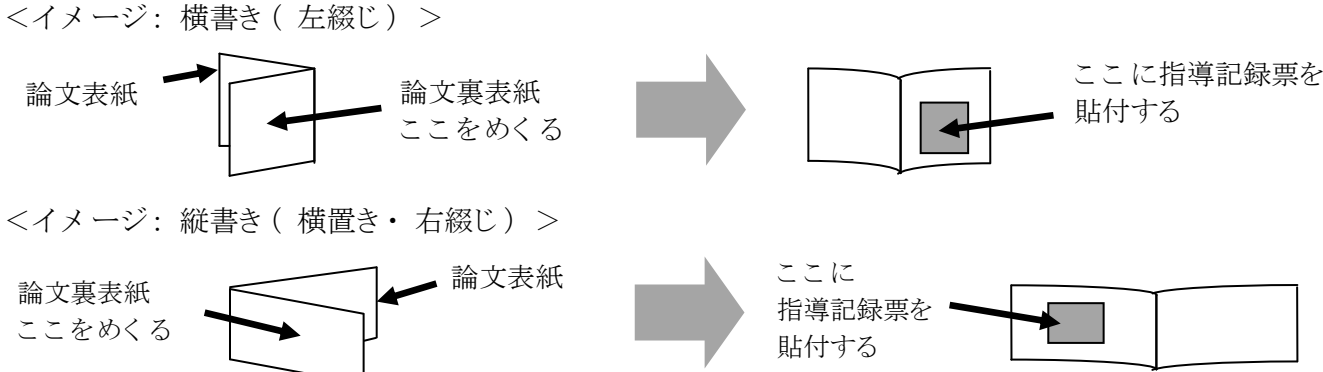 ＜イメージ：横書き（左綴じ）＞
論文表紙
論文裏表紙
ここをめくる
ここに指導記録票を
貼付する
＜イメージ：縦書き（横置き・右綴じ）＞
論文裏表紙
ここをめくる
論文表紙
ここに
指導記録票を
貼付する